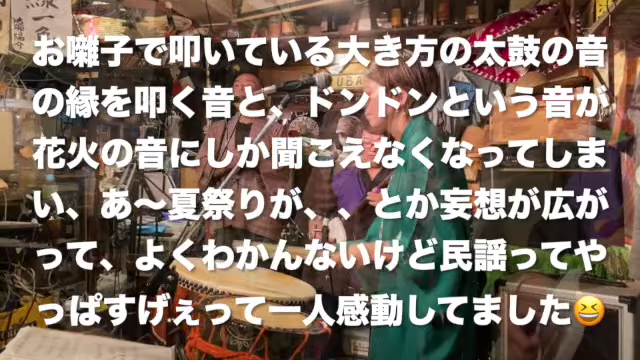 お囃子で叩いている大き方の太鼓の音
の縁を叩く音と、ドンドンという音が
花火の音にしか聞こえなくなってしま
い、あ〜夏祭りが、、とか妄想が広が
って、よくわかんないけど民謡ってや
っぱすげぇって一人感動してました😆